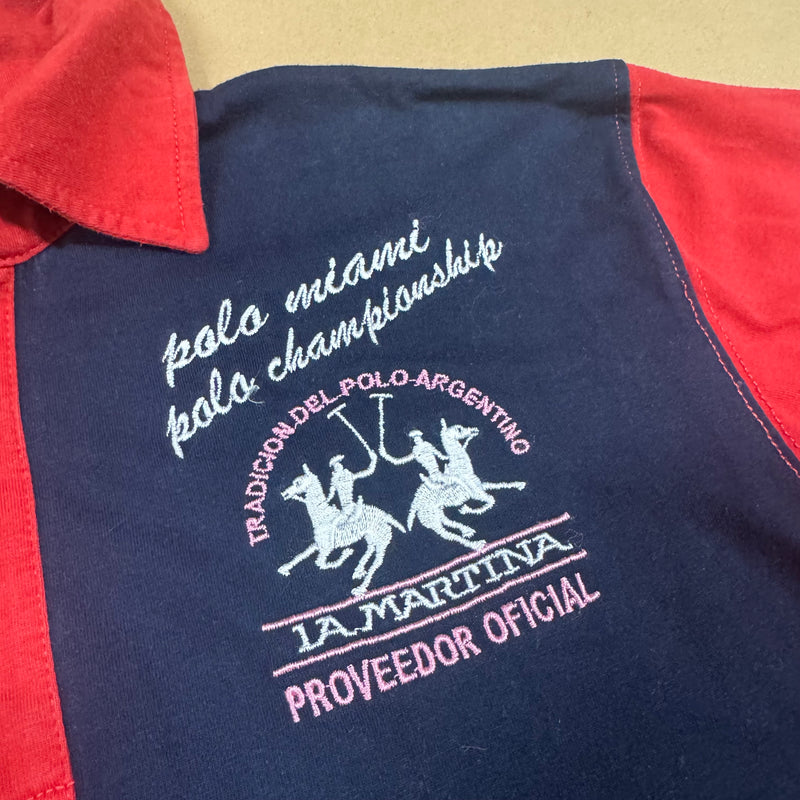 polo miami
polo championship
TRADICION DEL POLO ARGENTINO
LA MARTINA
PROVEEDOR OFICIAL